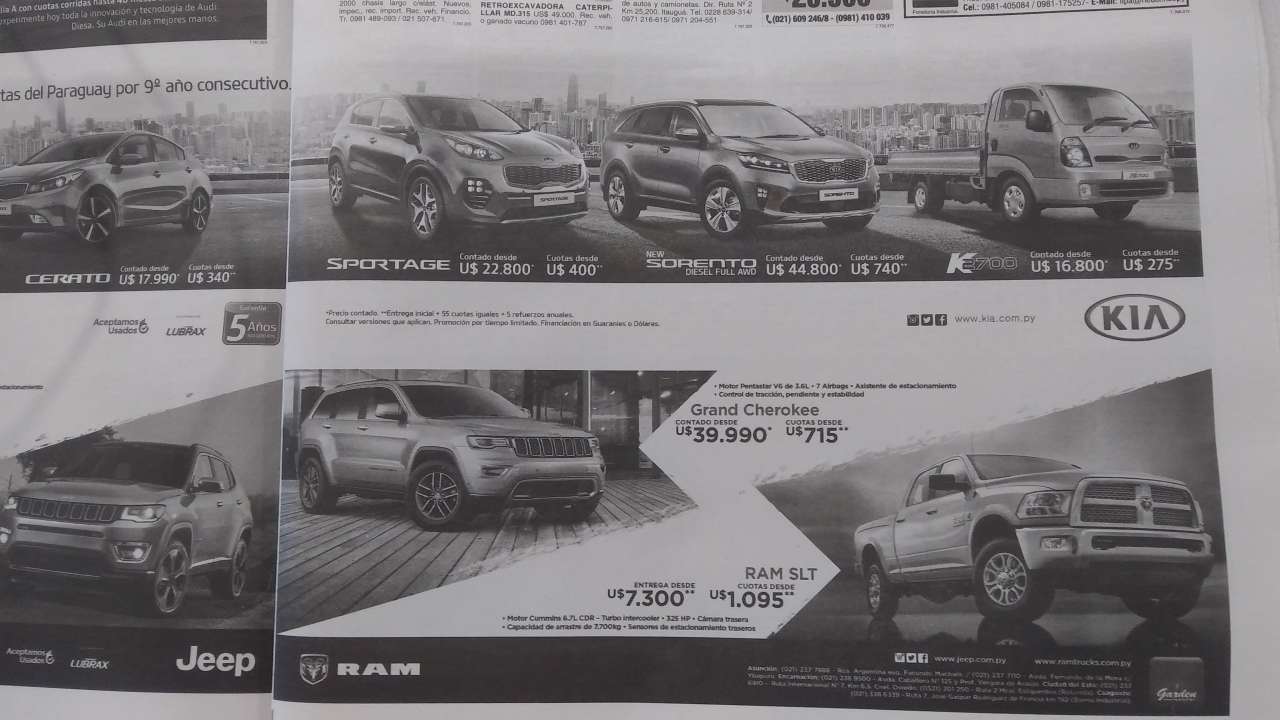 ia A con cuotas corridas hasta 40 meses
experimente hoy toda la innovación y tecnología de Audi
Diesa. Su Audi en las mejores manos.
2000 chasis largo c/élást. Nuevos,
inspec., rec. import. Rec. veh. Financio.
Tr. 0981 489-093 / 021 507-671
RETROEXCAVADORA CATERPI-
LLAR MD.315 US$ 49.000. Rec. veh.
o ganado vacuno 0981 401-787
de autos y camionetas. Dir. Ruta Nº 2
Km 25.200. Itauguá. Tel. 0228 639-314/
0971 216-615/ 0971 204-551
(021) 609 246/8 - (0981) 410 039
Cel.: 0981-405084 / 0981-175257- E-Mail:
tas del Paraguay por 9º año consecutivo.
SPORTAGE
SORENTO
CERATO
Contado desde
U$ 17.990*
Cuotas desde
U$ 340**
SPORTAGE
Contado desde
U$ 22.800*
Cuotas desde
U$ 400**
NEW
SORENTO
DIESEL FULL AWD
Contado desde
U$ 44.800*
Cuotas desde
U$ 740**
K2700
Contado desde
U$ 16.800*
Cuotas desde
U$ 275**
Aceptamos
Usados
LUBRAX
Garantía
5 Años
*Precio contado. **Entrega inicial + 55 cuotas iguales + 5 refuerzos anuales.
Consultar versiones que aplican. Promoción por tiempo limitado. Financiación en Guaraníes o Dólares.
www.kia.com.py
KIA
estacionamiento
• Motor Pentastar V6 de 3.6L • 7 Airbags • Asistente de estacionamiento
• Control de tracción, pendiente y estabilidad
Grand Cherokee
CONTADO DESDE
U$39.990*
CUOTAS DESDE
U$715**
RAM SLT
ENTREGA DESDE
U$7.300**
CUOTAS DESDE
U$1.095**
• Motor Cummins 6.7L CDR - Turbo intercooler • 325 HP • Cámara trasera
• Capacidad de arrastre de 7.700kg • Sensores de estacionamiento traseros
Aceptamos
Usados
LUBRAX
Jeep
RAM
www.jeep.com.py
www.ramtrucks.com.py
Garden